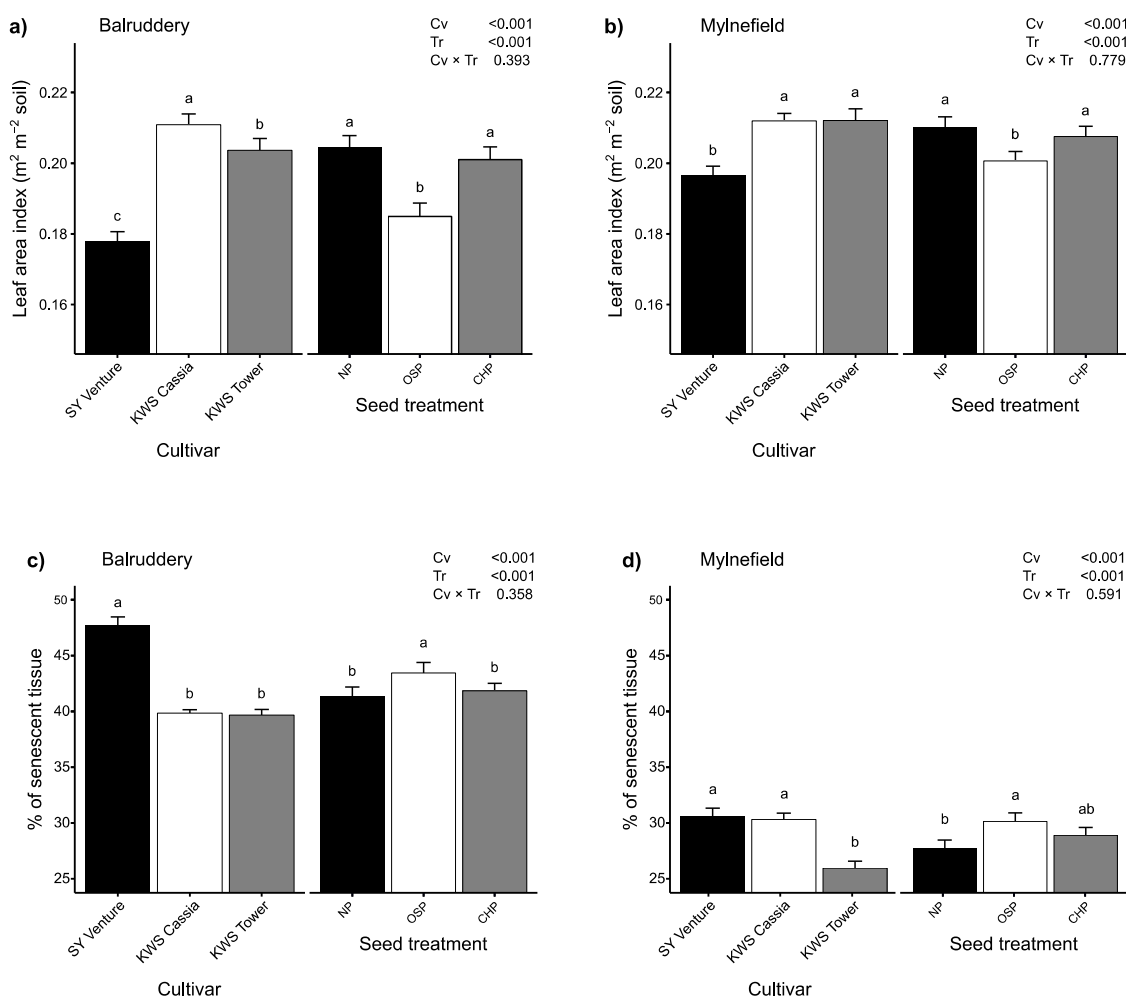 a) Balruddery
Cv <0.001
Tr <0.001
Cv × Tr 0.393
Leaf area index (m² m⁻² soil)
0.22
0.20
0.18
0.16
c
a
b
a
b
a
SY Venture
KWS Cassia
KWS Tower
NP
OSP
CHP
Seed treatment
Cultivar
b) Mylnefield
Cv <0.001
Tr <0.001
Cv × Tr 0.779
Leaf area index (m² m⁻² soil)
0.22
0.20
0.18
0.16
b
a
a
a
b
a
SY Venture
KWS Cassia
KWS Tower
NP
OSP
CHP
Seed treatment
Cultivar
c) Balruddery
Cv <0.001
Tr <0.001
Cv × Tr 0.358
% of senescent tissue
50
45
40
35
30
25
a
b
b
b
a
b
SY Venture
KWS Cassia
KWS Tower
NP
OSP
CHP
Seed treatment
Cultivar
d) Mylnefield
Cv <0.001
Tr <0.001
Cv × Tr 0.591
% of senescent tissue
50
45
40
35
30
25
a
a
b
b
a
ab
SY Venture
KWS Cassia
KWS Tower
NP
OSP
CHP
Seed treatment
Cultivar